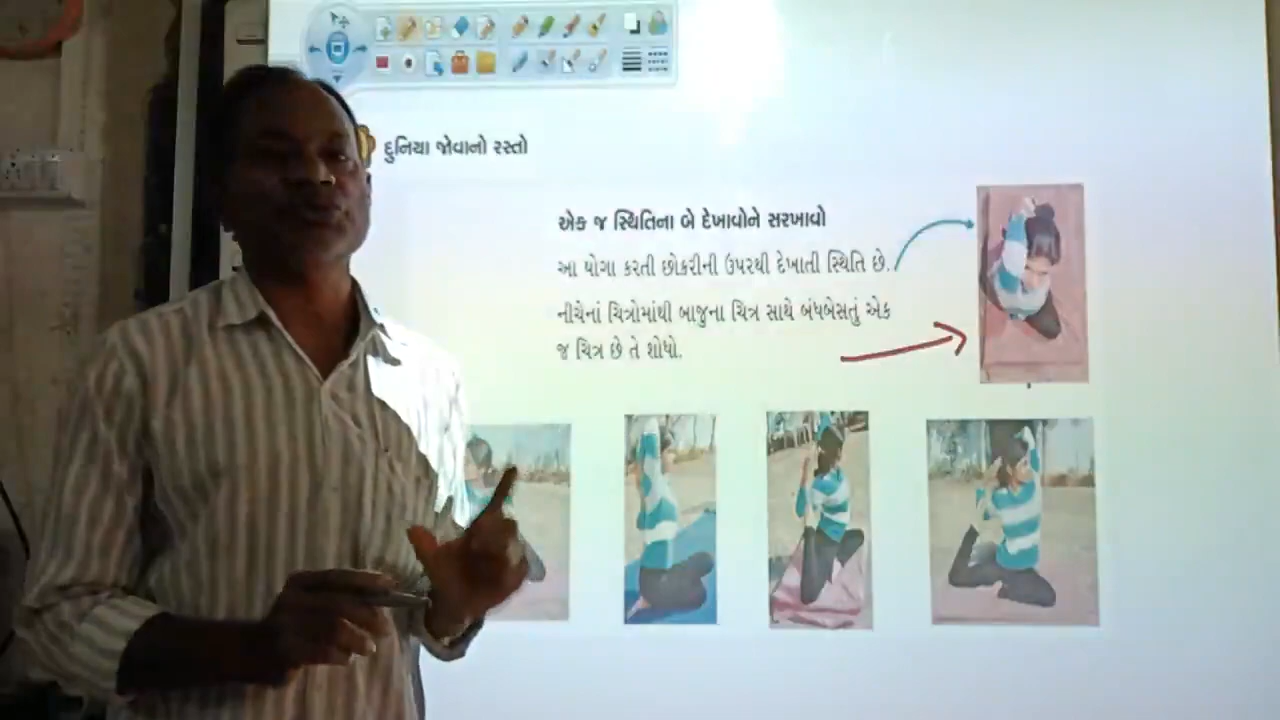 દુનિયા જોવાનો રસ્તો
એક જ સ્થિતિના બે દેખાવોને સરખાવો
આ યોગા કરતી છોકરીની ઉપરથી દેખાતી સ્થિતિ છે.
નીચેનાં ચિત્રોમાંથી બાજુના ચિત્ર સાથે બંધબેસતું એક
જ ચિત્ર છે તે શોધો.